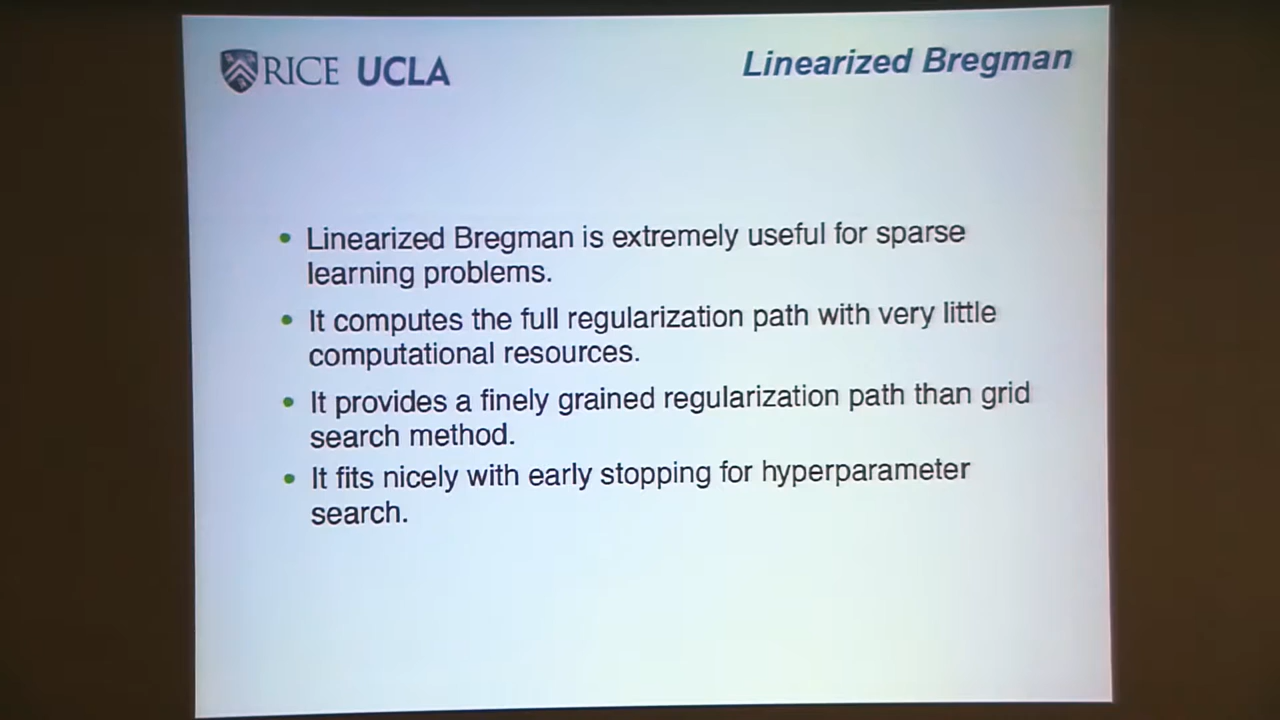 RICE UCLA
Linearized Bregman
• Linearized Bregman is extremely useful for sparse
learning problems.
• It computes the full regularization path with very little
computational resources.
• It provides a finely grained regularization path than grid
search method.
• It fits nicely with early stopping for hyperparameter
search.